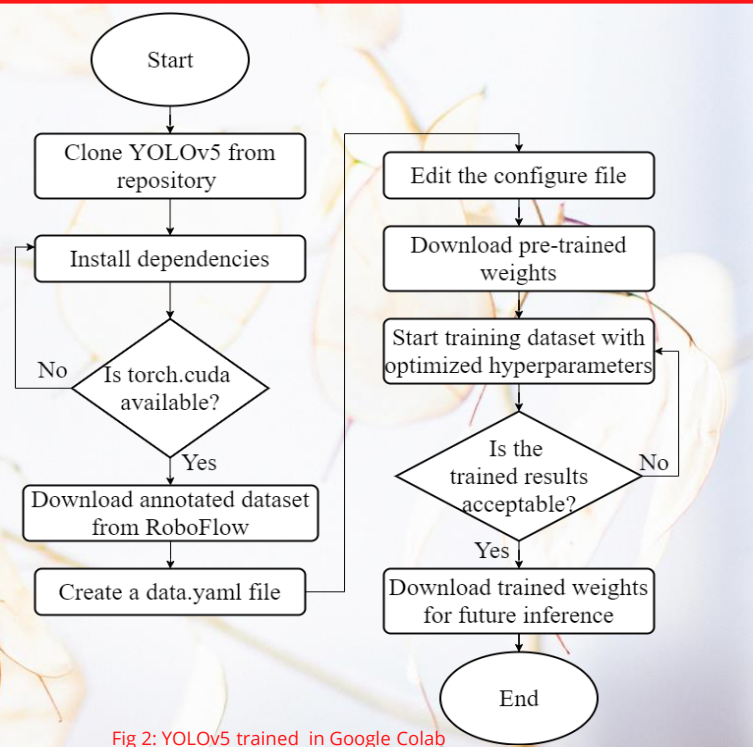 Start
Clone YOLOv5 from
repository
Install dependencies
Is torch.cuda
available?
No
Yes
Download annotated dataset
from RoboFlow
Create a data.yaml file
Edit the configure file
Download pre-trained
weights
Start training dataset with
optimized hyperparameters
Is the
trained results
acceptable?
No
Yes
Download trained weights
for future inference
End
Fig 2: YOLOv5 trained in Google Colab